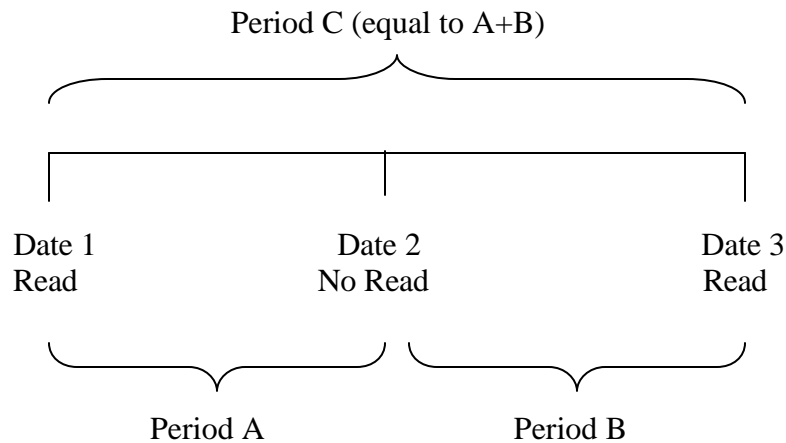 Period C (equal to A+B)
Date 1
Read
Date 2
No Read
Date 3
Read
Period A
Period B